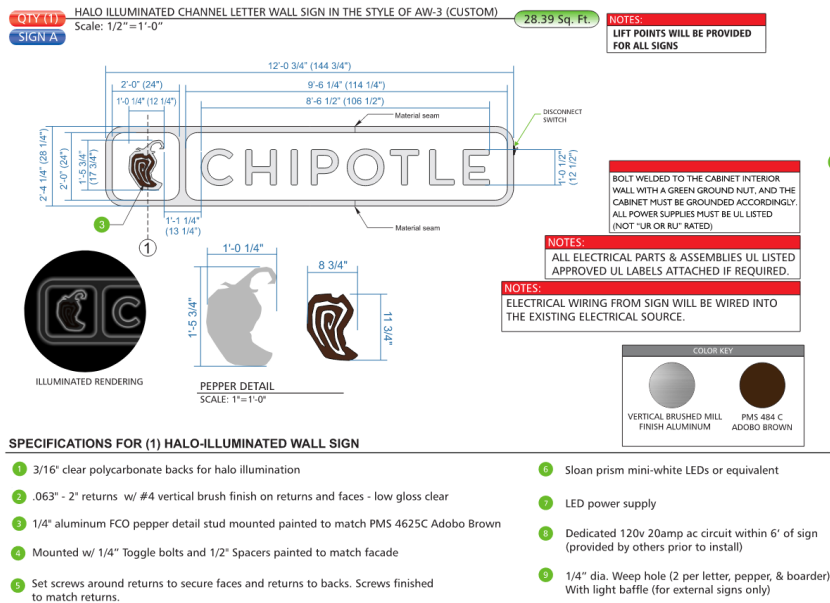 QTY (1)
HALO ILLUMINATED CHANNEL LETTER WALL SIGN IN THE STYLE OF AW-3 (CUSTOM)
28.39 Sq. Ft.
SIGN A
Scale: 1/2”=1’-0”
NOTES:
LIFT POINTS WILL BE PROVIDED
FOR ALL SIGNS
12'-0 3/4" (144 3/4")
2'-0" (24")
9'-6 1/4" (114 1/4")
1'-0 1/4" (12 1/4")
8'-6 1/2" (106 1/2")
Material seam
DISCONNECT
SWITCH
2'-4 1/4" (28 1/4")
2'-0" (24")
1'-5 3/4"
(17 3/4")
CHIPOTLE
1'-0 1/2"
(12 1/2")
3
1'-1 1/4"
(13 1/4")
Material seam
1
BOLT WELDED TO THE CABINET INTERIOR
WALL WITH A GREEN GROUND NUT, AND THE
CABINET MUST BE GROUNDED ACCORDINGLY.
ALL POWER SUPPLIES MUST BE UL LISTED
(NOT “UR OR RU” RATED)
NOTES:
ALL ELECTRICAL PARTS & ASSEMBLIES UL LISTED
APPROVED UL LABELS ATTACHED IF REQUIRED.
NOTES:
ELECTRICAL WIRING FROM SIGN WILL BE WIRED INTO
THE EXISTING ELECTRICAL SOURCE.
1'-0 1/4"
8 3/4"
1'-5 3/4"
11 3/4"
C
ILLUMINATED RENDERING
PEPPER DETAIL
SCALE: 1"=1'-0"
COLOR KEY
VERTICAL BRUSHED MILL
FINISH ALUMINUM
PMS 484 C
ADOBO BROWN
SPECIFICATIONS FOR (1) HALO-ILLUMINATED WALL SIGN
1 3/16" clear polycarbonate backs for halo illumination
2 .063" - 2" returns w/ #4 vertical brush finish on returns and faces - low gloss clear
3 1/4" aluminum FCO pepper detail stud mounted painted to match PMS 4625C Adobo Brown
4 Mounted w/ 1/4” Toggle bolts and 1/2" Spacers painted to match facade
5 Set screws around returns to secure faces and returns to backs. Screws finished
to match returns.
6 Sloan prism mini-white LEDs or equivalent
7 LED power supply
8 Dedicated 120v 20amp ac circuit within 6’ of sign
(provided by others prior to install)
9 1/4” dia. Weep hole (2 per letter, pepper, & boarder)
With light baffle (for external signs only)